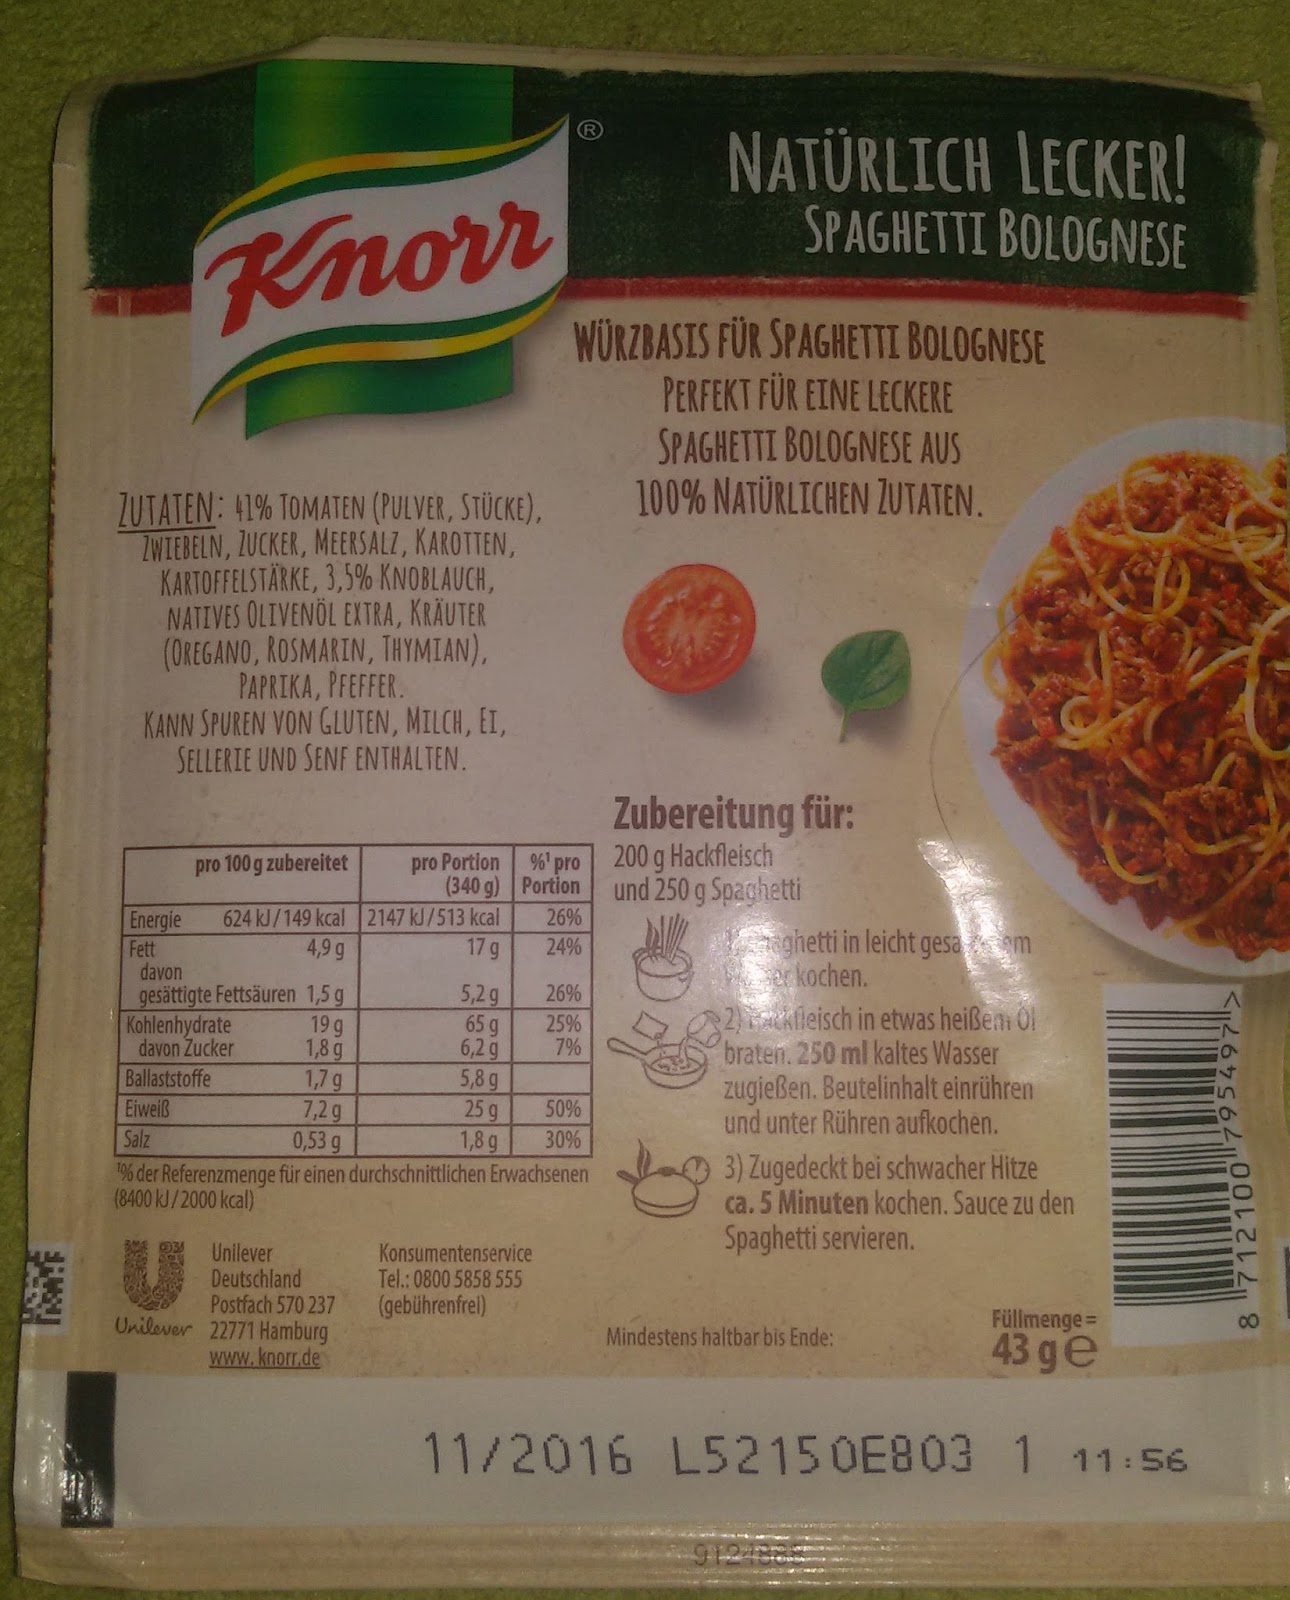 Knorr ®
NATÜRLICH LECKER!
SPAGHETTI BOLOGNESE
WÜRZBASIS FÜR SPAGHETTI BOLOGNESE
PERFEKT FÜR EINE LECKERE
SPAGHETTI BOLOGNESE AUS
100% NATÜRLICHEN ZUTATEN.
ZUTATEN: 41% TOMATEN (PULVER, STÜCKE),
ZWIEBELN, ZUCKER, MEERSALZ, KAROTTEN,
KARTOFFELSTÄRKE, 3,5% KNOBLAUCH,
NATIVES OLIVENÖL EXTRA, KRÄUTER
(OREGANO, ROSMARIN, THYMIAN),
PAPRIKA, PFEFFER.
KANN SPUREN VON GLUTEN, MILCH, EI,
SELLERIE UND SENF ENTHALTEN.
pro 100 g zubereitet pro Portion %¹ pro
(340 g) Portion
Energie 624 kJ/149 kcal 2147 kJ/513 kcal 26%
Fett 4,9 g 17 g 24%
davon
gesättigte Fettsäuren 1,5 g 5,2 g 26%
Kohlenhydrate 19 g 65 g 25%
davon Zucker 1,8 g 6,2 g 7%
Ballaststoffe 1,7 g 5,8 g
Eiweiß 7,2 g 25 g 50%
Salz 0,53 g 1,8 g 30%
¹% der Referenzmenge für einen durchschnittlichen Erwachsenen
(8400 kJ/2000 kcal)
Unilever
Unilever
Deutschland
Postfach 570 237
22771 Hamburg
www.knorr.de
Konsumentenservice
Tel.: 0800 5858 555
(gebührenfrei)
Zubereitung für:
200 g Hackfleisch
und 250 g Spaghetti
in leicht
kochen.
2) Hackfleisch in etwas heißem Öl
braten. 250 ml kaltes Wasser
zugießen. Beutelinhalt einrühren
und unter Rühren aufkochen.
3) Zugedeckt bei schwacher Hitze
ca. 5 Minuten kochen. Sauce zu den
Spaghetti servieren.
Mindestens haltbar bis Ende:
Füllmenge =
43 g e
8 712100 795497 >
11/2016 L52150E803 1 11:56